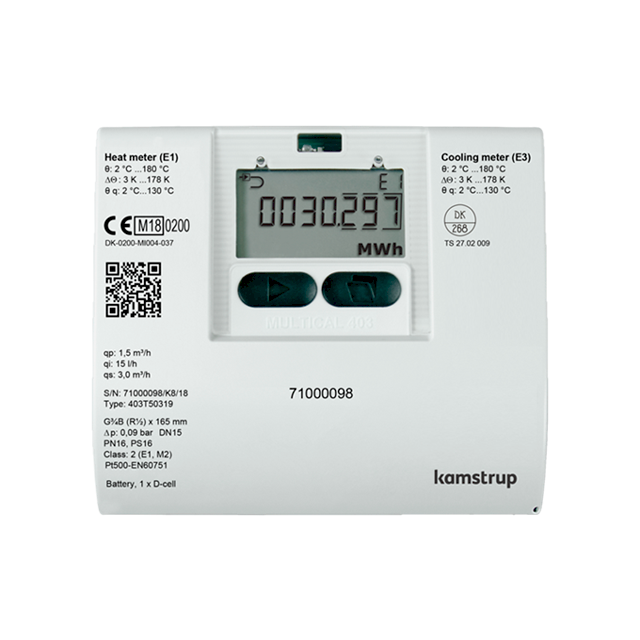 Heat meter (E1)
θ: 2 °C ...180 °C
ΔΘ: 3 K ...178 K
θ q: 2 °C...130 °C
CE M18 0200
DK-0200-MI004-037
Cooling meter (E3)
θ: 2 °C ...180 °C
ΔΘ: 3 K ...178 K
θ q: 2 °C...130 °C
DK
268
TS 27.02 009
E1
0030.297
MWh
MULTICAL 403
qp: 1,5 m³/h
qi: 15 l/h
qs: 3,0 m³/h
S/N: 71000098/K8/18
Type: 403T50319
G¾B (R½) x 165 mm
Δp: 0,09 bar DN15
PN16, PS16
Class: 2 (E1, M2)
Pt500-EN60751
Battery, 1 x D-cell
71000098
kamstrup